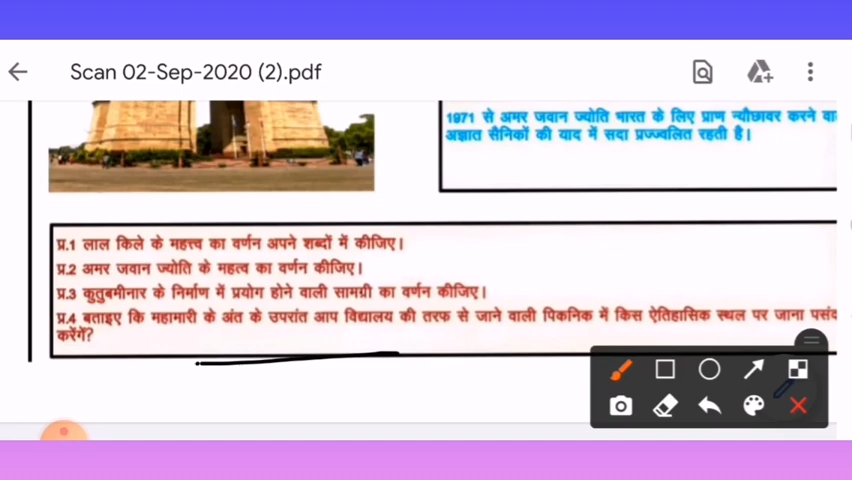 Scan 02-Sep-2020 (2).pdf
1971 से अमर जवान ज्योति भारत के लिए प्राण न्यौछावर करने
अज्ञात सैनिकों की याद में सदा प्रज्ज्वलित रहती है।
प्र.1 लाल किले के महत्त्व का वर्णन अपने शब्दों में कीजिए।
प्र.2 अमर जवान ज्योति के महत्व का वर्णन कीजिए।
प्र.3 कुतुबमीनार के निर्माण में प्रयोग होने वाली सामग्री का वर्णन कीजिए।
प्र.4 बताइए कि महामारी के अंत के उपरांत आप विद्यालय की तरफ से जाने वाली पिकनिक में किस ऐतिहासिक स्थल पर जाना
करेंगें?